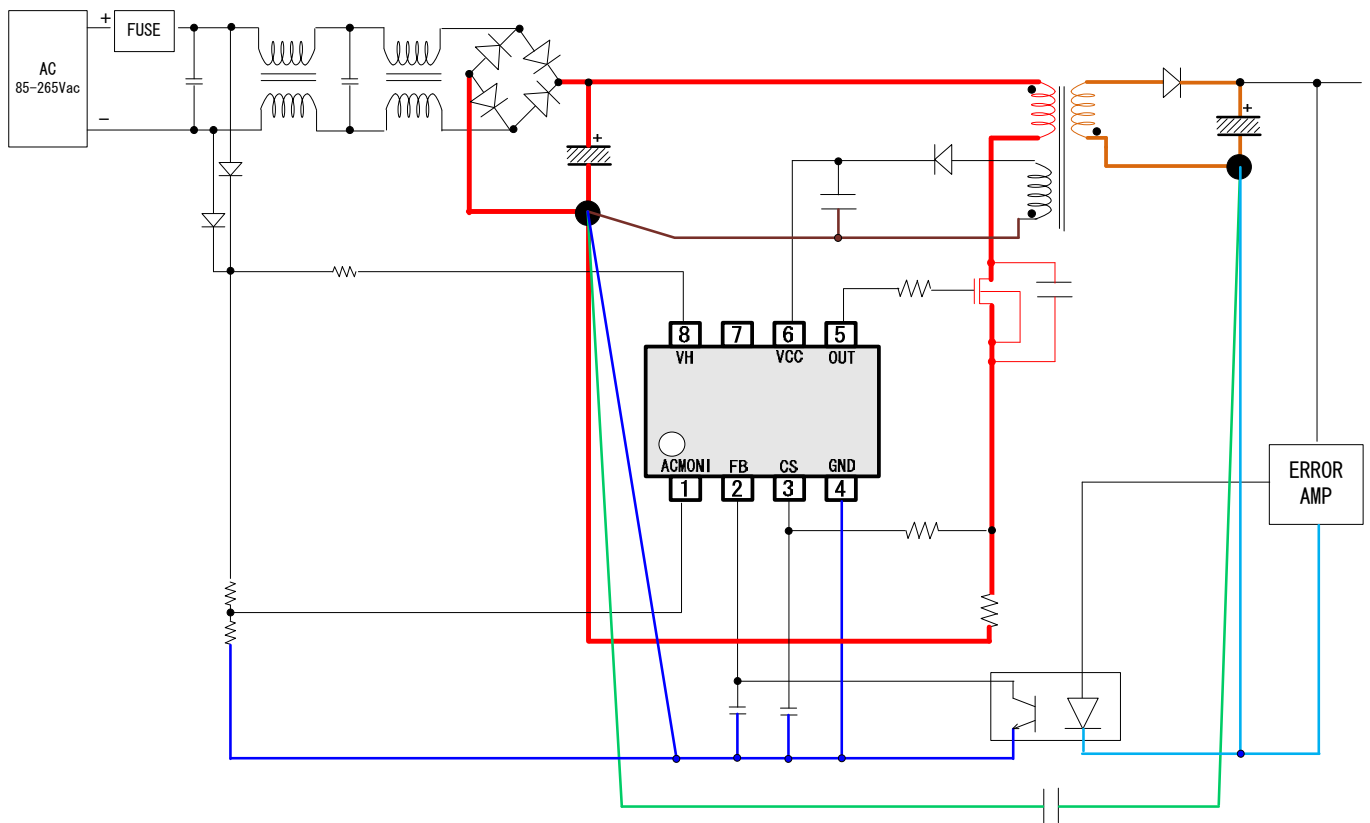 +
FUSE
AC
85-265Vac
−
+
+
8
7
6
5
VH
VCC
OUT
ACMONI
FB
CS
GND
1
2
3
4
ERROR
AMP